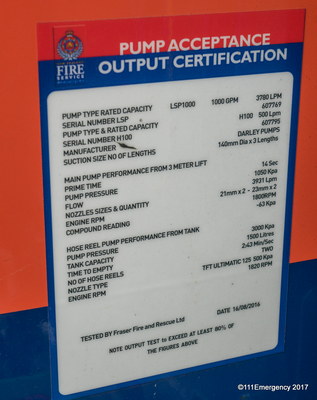 FIRE
SERVICE
PUMP ACCEPTANCE
OUTPUT CERTIFICATION
PUMP TYPE RATED CAPACITY LSP1000 1000 GPM 3780 LPM
SERIAL NUMBER LSP 607769
PUMP TYPE & RATED CAPACITY H100 500 Lpm
SERIAL NUMBER H100 607795
MANUFACTURER DARLEY PUMPS
SUCTION SIZE NO OF LENGTHS 140mm Dia x 3 Lengths
MAIN PUMP PERFORMANCE FROM 3 METER LIFT
PRIME TIME 14 Sec
PUMP PRESSURE 1050 Kpa
FLOW 2931 Lpm
NOZZLES SIZES & QUANTITY 21mm x 2 - 23mm x 2
ENGINE RPM 1800RPM
COMPOUND READING -63 Kpa
HOSE REEL PUMP PERFORMANCE FROM TANK
PUMP PRESSURE 3000 Kpa
TANK CAPACITY 1500 Litres
TIME TO EMPTY 2:43 Min/Sec
NO OF HOSE REELS TWO
NOZZLE TYPE TFT ULTIMATIC 125 500 Kpa
ENGINE RPM 1820 RPM
DATE 16/08/2016
TESTED BY Fraser Fire and Rescue Ltd
NOTE OUTPUT TEST to EXCEED AT LEAST 80% OF
THE FIGURES ABOVE
©111Emergency 2017